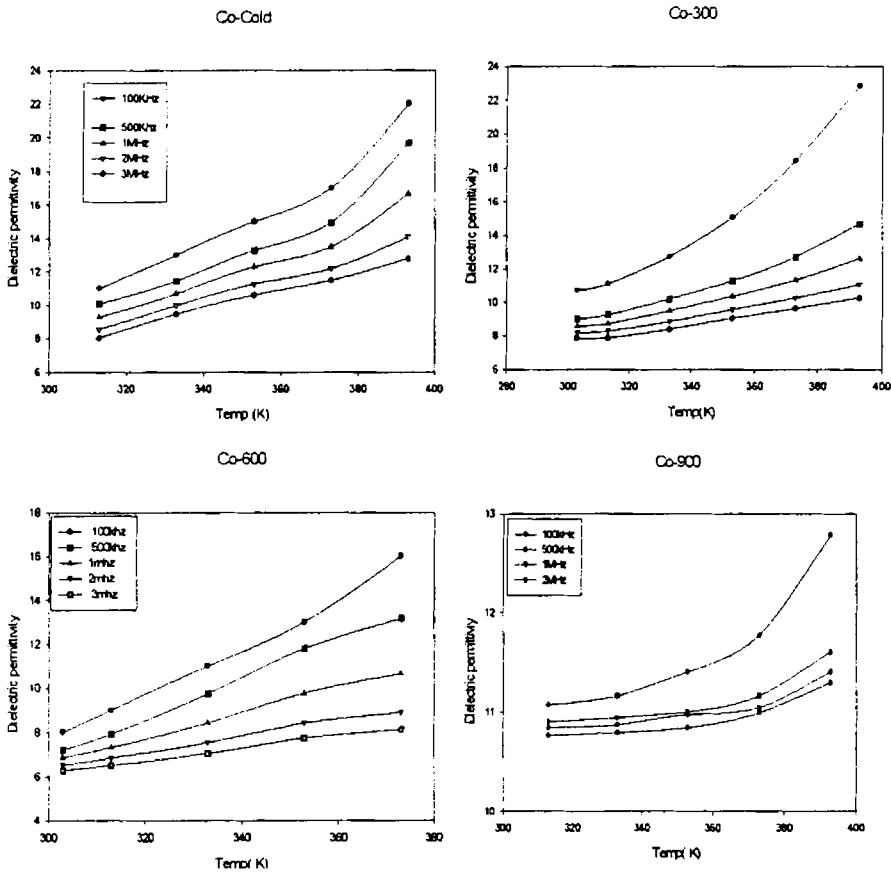 Co-Cold
24
22
20
18
16
14
12
10
8
6
Dielectric permittivity
100KHz
500KHz
1MHz
2MHz
3MHz
300
320
340
360
380
400
Temp (K)
Co-300
24
22
20
18
16
14
12
10
8
6
Dielectric permittivity
280
300
320
340
360
380
400
Temp(K)
Co-600
18
16
14
12
10
8
6
4
Dielectric permittivity
100khz
500khz
1mhz
2mhz
3mhz
300
320
340
360
380
Temp( K)
Co-900
13
12
11
10
Dielectric permittivity
100kHz
500kHz
1MHz
300
320
340
360
380
400
Temp( K)